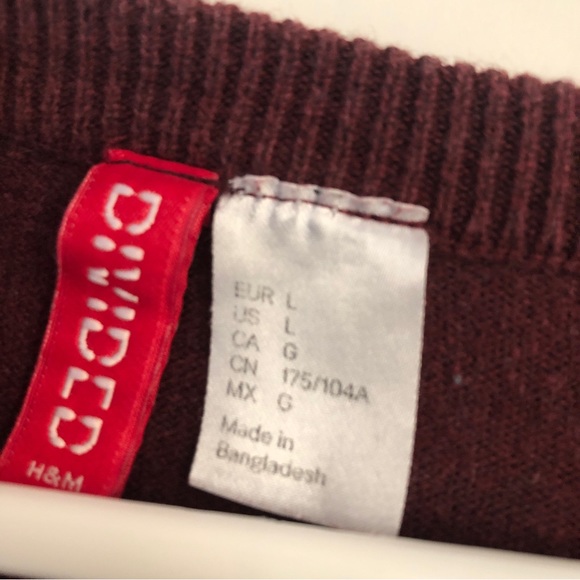 DIVIDED
H&M
EUR L
US L
CA G
CN 175/104A
MX G
Made in
Bangladesh